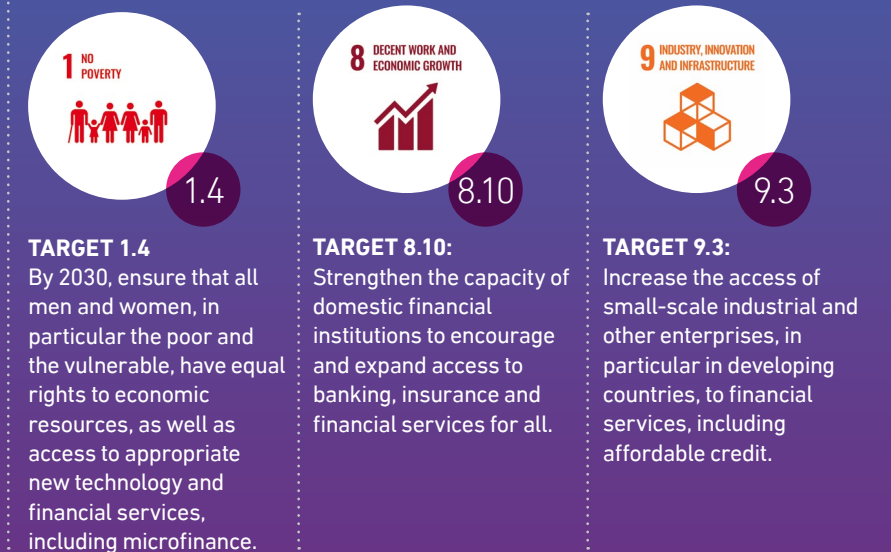 1 NO
POVERTY
1.4
TARGET 1.4
By 2030, ensure that all
men and women, in
particular the poor and
the vulnerable, have equal
rights to economic
resources, as well as
access to appropriate
new technology and
financial services,
including microfinance.
8 DECENT WORK AND
ECONOMIC GROWTH
8.10
TARGET 8.10:
Strengthen the capacity of
domestic financial
institutions to encourage
and expand access to
banking, insurance and
financial services for all.
9 INDUSTRY, INNOVATION
AND INFRASTRUCTURE
9.3
TARGET 9.3:
Increase the access of
small-scale industrial and
other enterprises, in
particular in developing
countries, to financial
services, including
affordable credit.